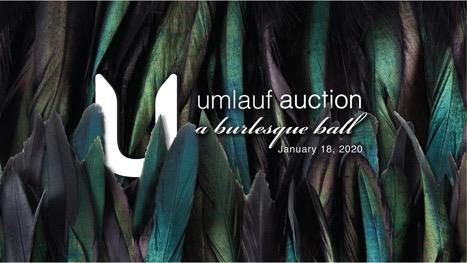 U
umlauf auction
a burlesque ball
January 18, 2020